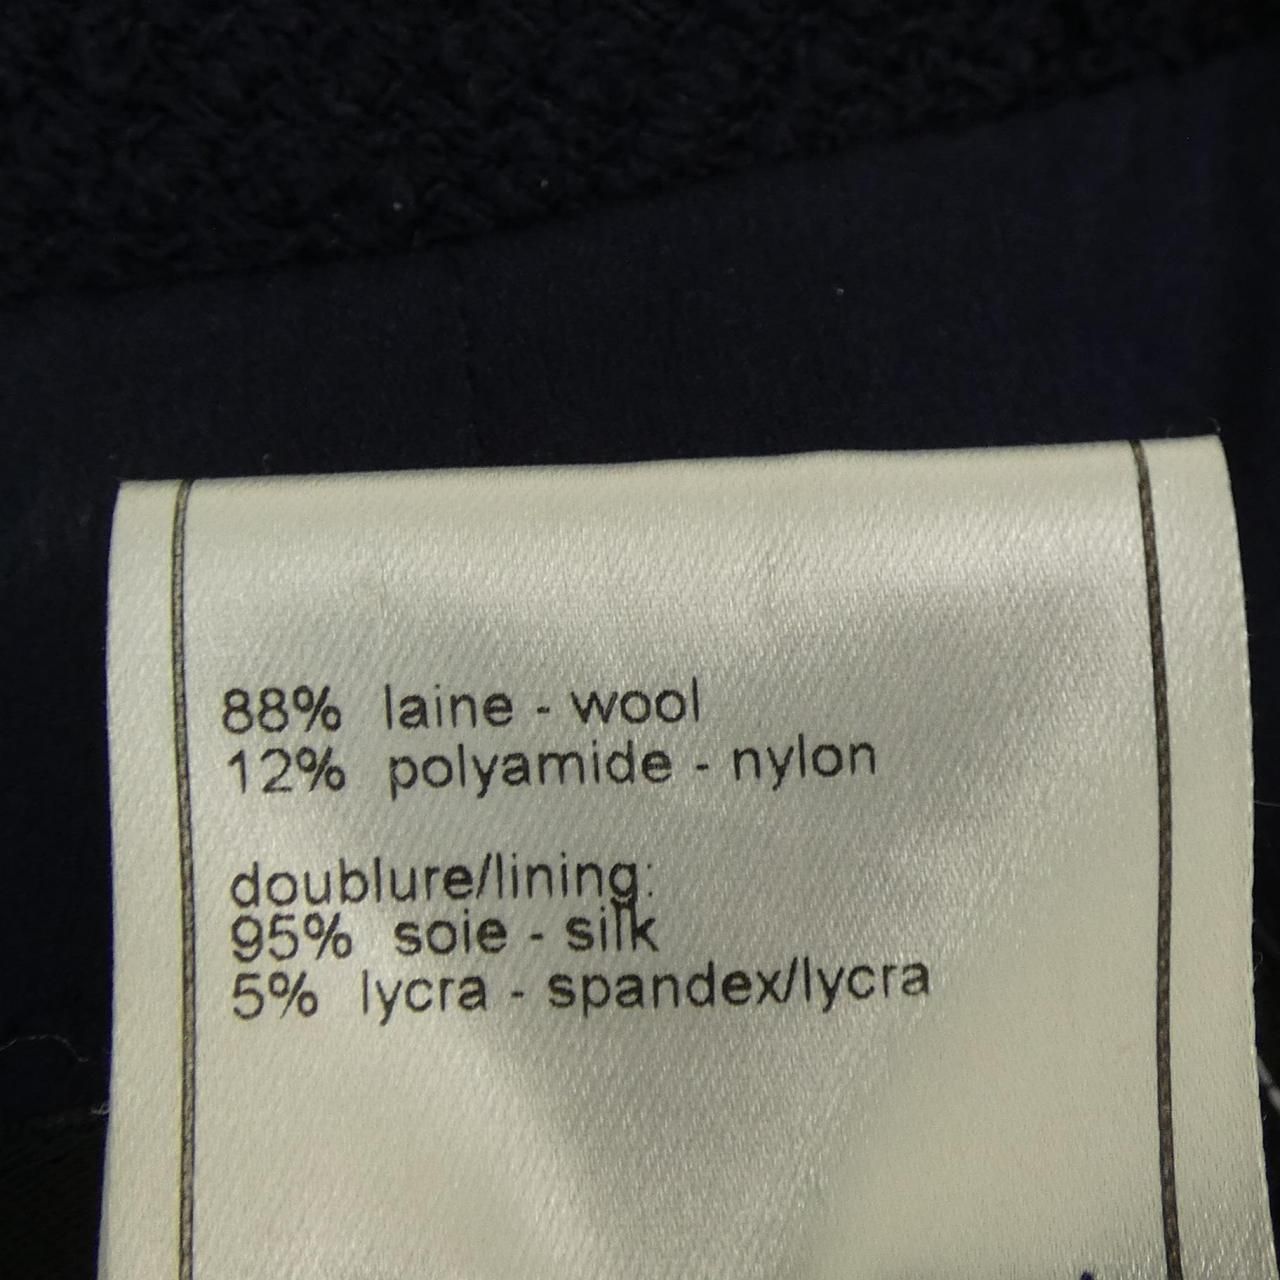 88% laine - wool
12% polyamide - nylon
doublure/lining:
95% soie - silk
5% lycra - spandex/lycra